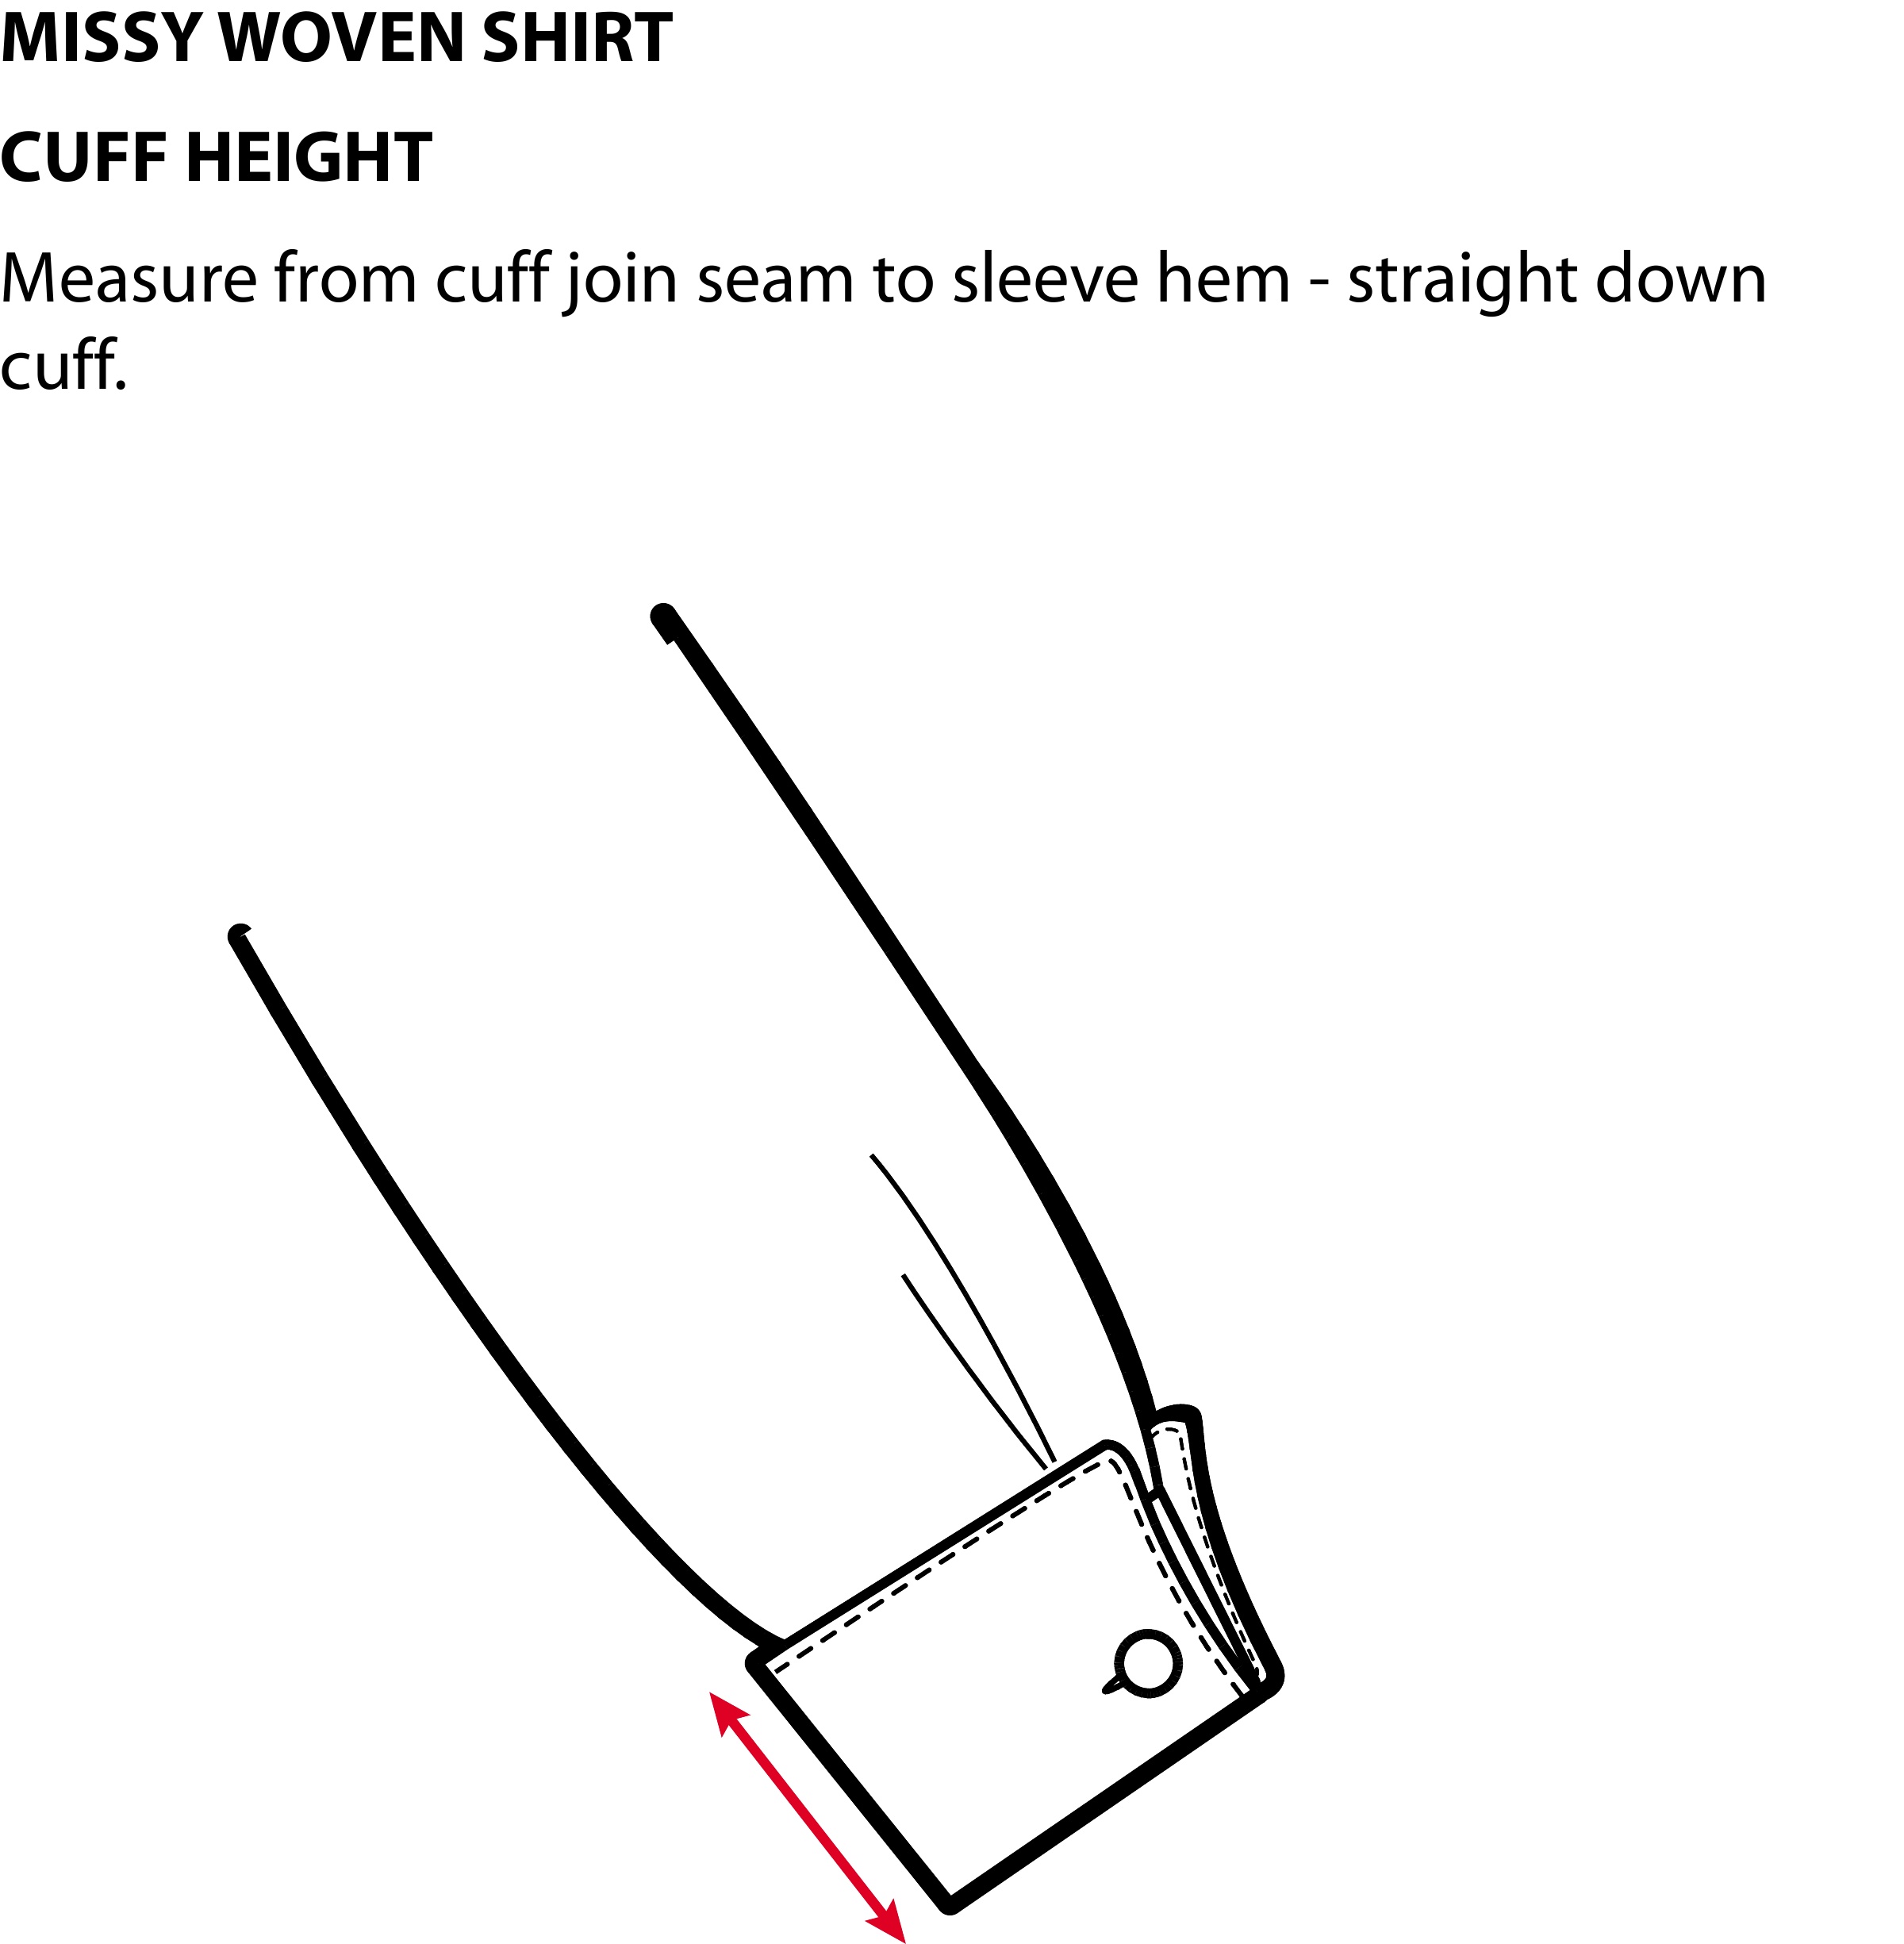 MISSY WOVEN SHIRT
CUFF HEIGHT
Measure from cuff join seam to sleeve hem - straight down
cuff.